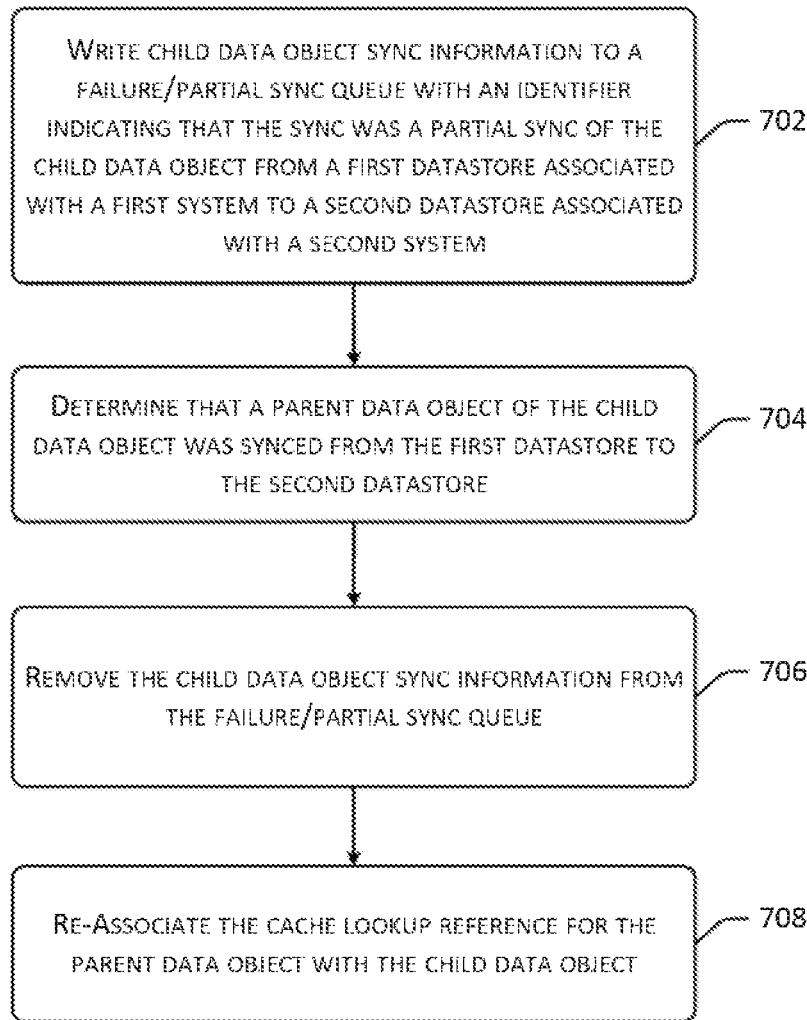 WRITE CHILD DATA OBJECT SYNC INFORMATION TO A
FAILURE/PARTIAL SYNC QUEUE WITH AN IDENTIFIER
INDICATING THAT THE SYNC WAS A PARTIAL SYNC OF THE
CHILD DATA OBJECT FROM A FIRST DATASTORE ASSOCIATED
WITH A FIRST SYSTEM TO A SECOND DATASTORE ASSOCIATED
WITH A SECOND SYSTEM
702
DETERMINE THAT A PARENT DATA OBJECT OF THE CHILD
DATA OBJECT WAS SYNCED FROM THE FIRST DATASTORE TO
THE SECOND DATASTORE
704
REMOVE THE CHILD DATA OBJECT SYNC INFORMATION FROM
THE FAILURE/PARTIAL SYNC QUEUE
706
RE-ASSOCIATE THE CACHE LOOKUP REFERENCE FOR THE
PARENT DATA OBJECT WITH THE CHILD DATA OBJECT
708